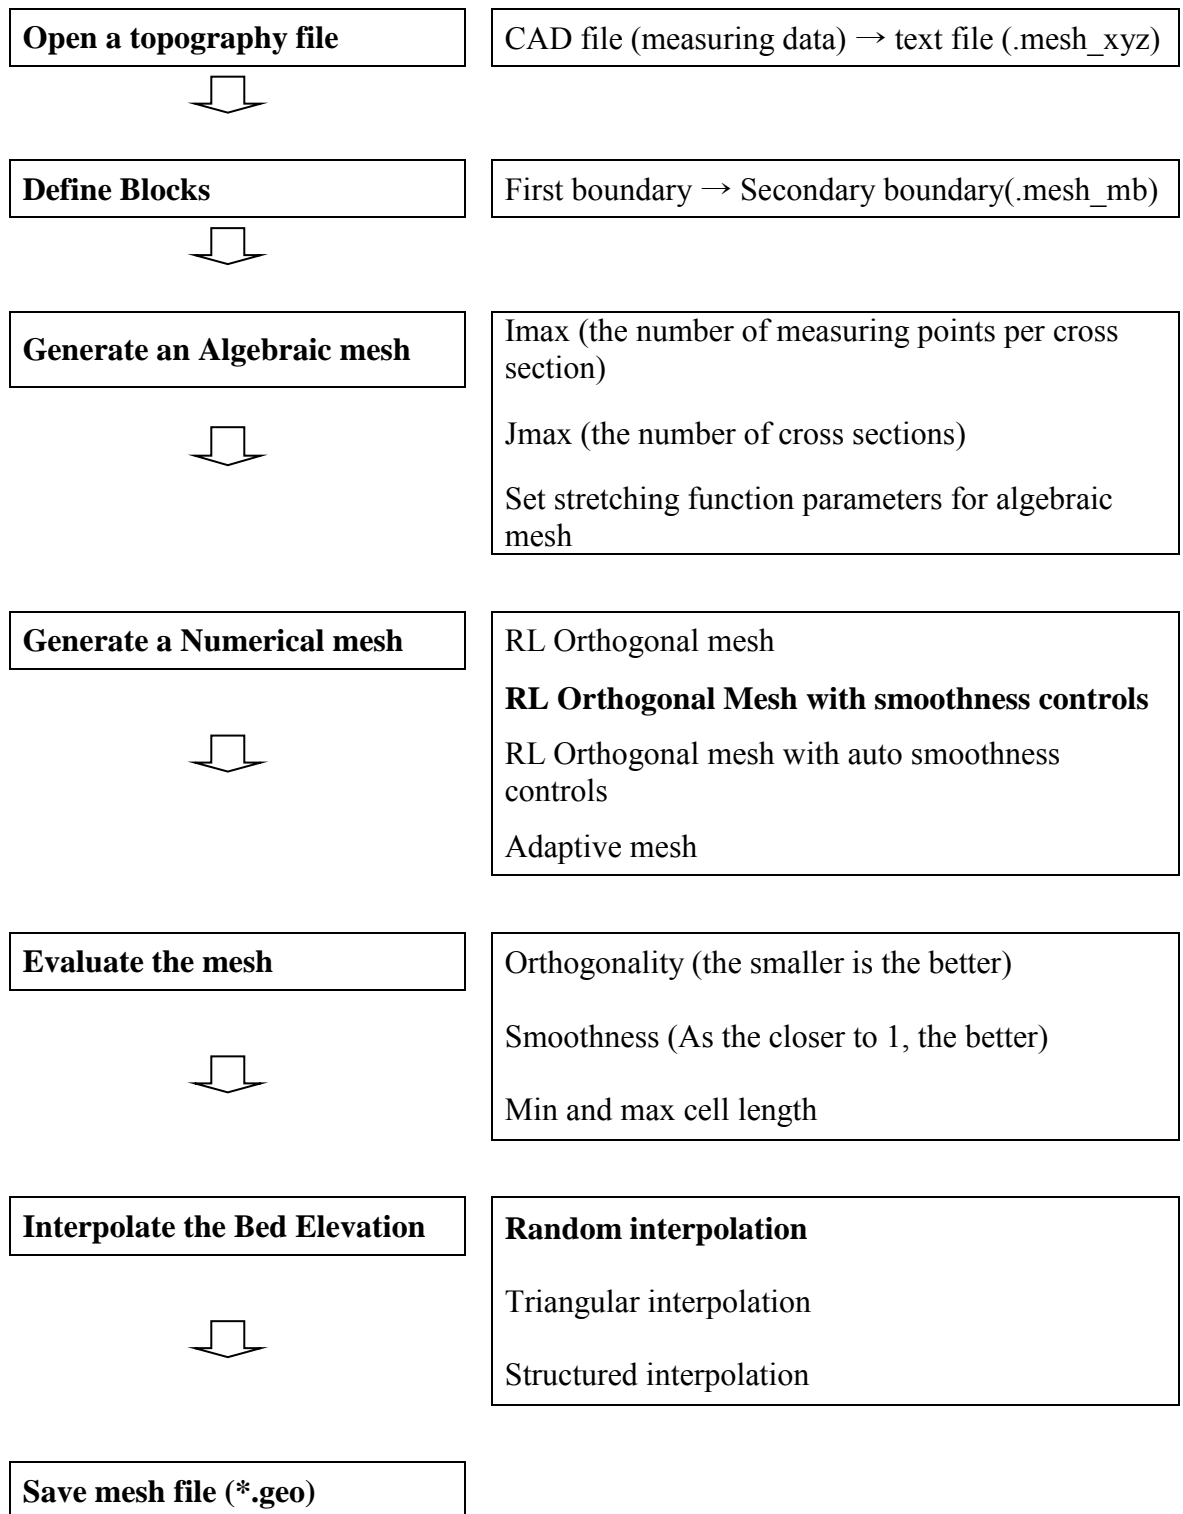 Open a topography file
CAD file (measuring data) → text file (.mesh_xyz)
Define Blocks
First boundary → Secondary boundary(.mesh_mb)
Generate an Algebraic mesh
Imax (the number of measuring points per cross
section)
Jmax (the number of cross sections)
Set stretching function parameters for algebraic
mesh
Generate a Numerical mesh
RL Orthogonal mesh
RL Orthogonal Mesh with smoothness controls
RL Orthogonal mesh with auto smoothness
controls
Adaptive mesh
Evaluate the mesh
Orthogonality (the smaller is the better)
Smoothness (As the closer to 1, the better)
Min and max cell length
Interpolate the Bed Elevation
Random interpolation
Triangular interpolation
Structured interpolation
Save mesh file (*.geo)